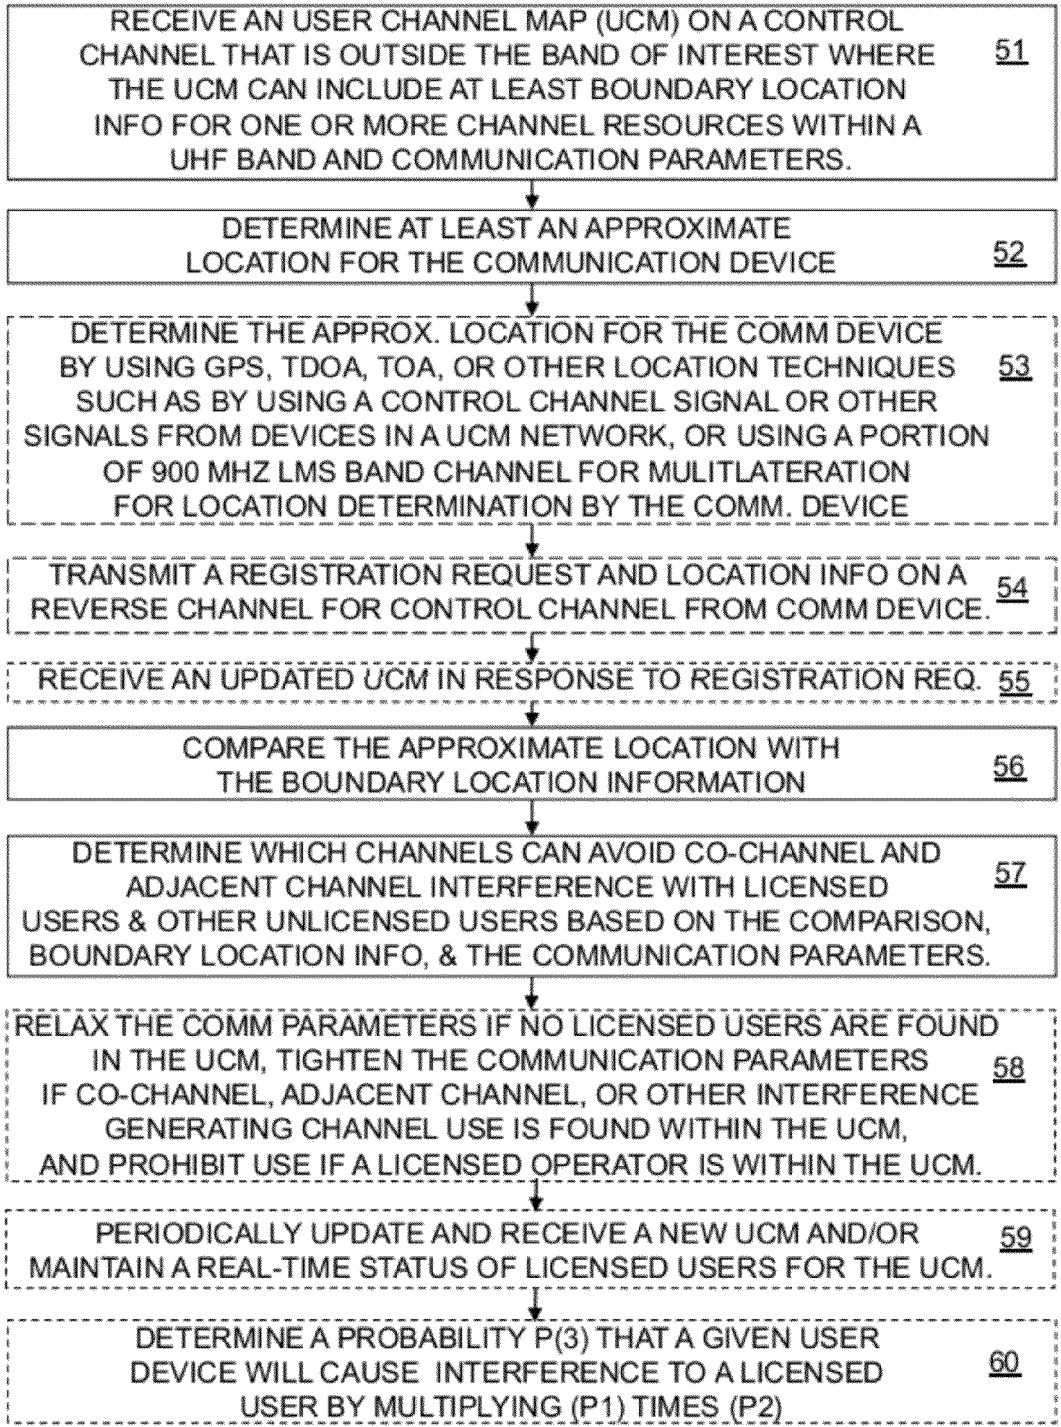 RECEIVE AN USER CHANNEL MAP (UCM) ON A CONTROL
CHANNEL THAT IS OUTSIDE THE BAND OF INTEREST WHERE
THE UCM CAN INCLUDE AT LEAST BOUNDARY LOCATION
INFO FOR ONE OR MORE CHANNEL RESOURCES WITHIN A
UHF BAND AND COMMUNICATION PARAMETERS.
51
DETERMINE AT LEAST AN APPROXIMATE
LOCATION FOR THE COMMUNICATION DEVICE
52
DETERMINE THE APPROX. LOCATION FOR THE COMM DEVICE
BY USING GPS, TDOA, TOA, OR OTHER LOCATION TECHNIQUES
SUCH AS BY USING A CONTROL CHANNEL SIGNAL OR OTHER
SIGNALS FROM DEVICES IN A UCM NETWORK, OR USING A PORTION
OF 900 MHZ LMS BAND CHANNEL FOR MULITLATERATION
FOR LOCATION DETERMINATION BY THE COMM. DEVICE
53
TRANSMIT A REGISTRATION REQUEST AND LOCATION INFO ON A
REVERSE CHANNEL FOR CONTROL CHANNEL FROM COMM DEVICE.
54
RECEIVE AN UPDATED UCM IN RESPONSE TO REGISTRATION REQ.
55
COMPARE THE APPROXIMATE LOCATION WITH
THE BOUNDARY LOCATION INFORMATION
56
DETERMINE WHICH CHANNELS CAN AVOID CO-CHANNEL AND
ADJACENT CHANNEL INTERFERENCE WITH LICENSED
USERS & OTHER UNLICENSED USERS BASED ON THE COMPARISON,
BOUNDARY LOCATION INFO, & THE COMMUNICATION PARAMETERS.
57
RELAX THE COMM PARAMETERS IF NO LICENSED USERS ARE FOUND
IN THE UCM, TIGHTEN THE COMMUNICATION PARAMETERS
IF CO-CHANNEL, ADJACENT CHANNEL, OR OTHER INTERFERENCE
GENERATING CHANNEL USE IS FOUND WITHIN THE UCM,
AND PROHIBIT USE IF A LICENSED OPERATOR IS WITHIN THE UCM.
58
PERIODICALLY UPDATE AND RECEIVE A NEW UCM AND/OR
MAINTAIN A REAL-TIME STATUS OF LICENSED USERS FOR THE UCM.
59
DETERMINE A PROBABILITY P(3) THAT A GIVEN USER
DEVICE WILL CAUSE INTERFERENCE TO A LICENSED
USER BY MULTIPLYING (P1) TIMES (P2)
60